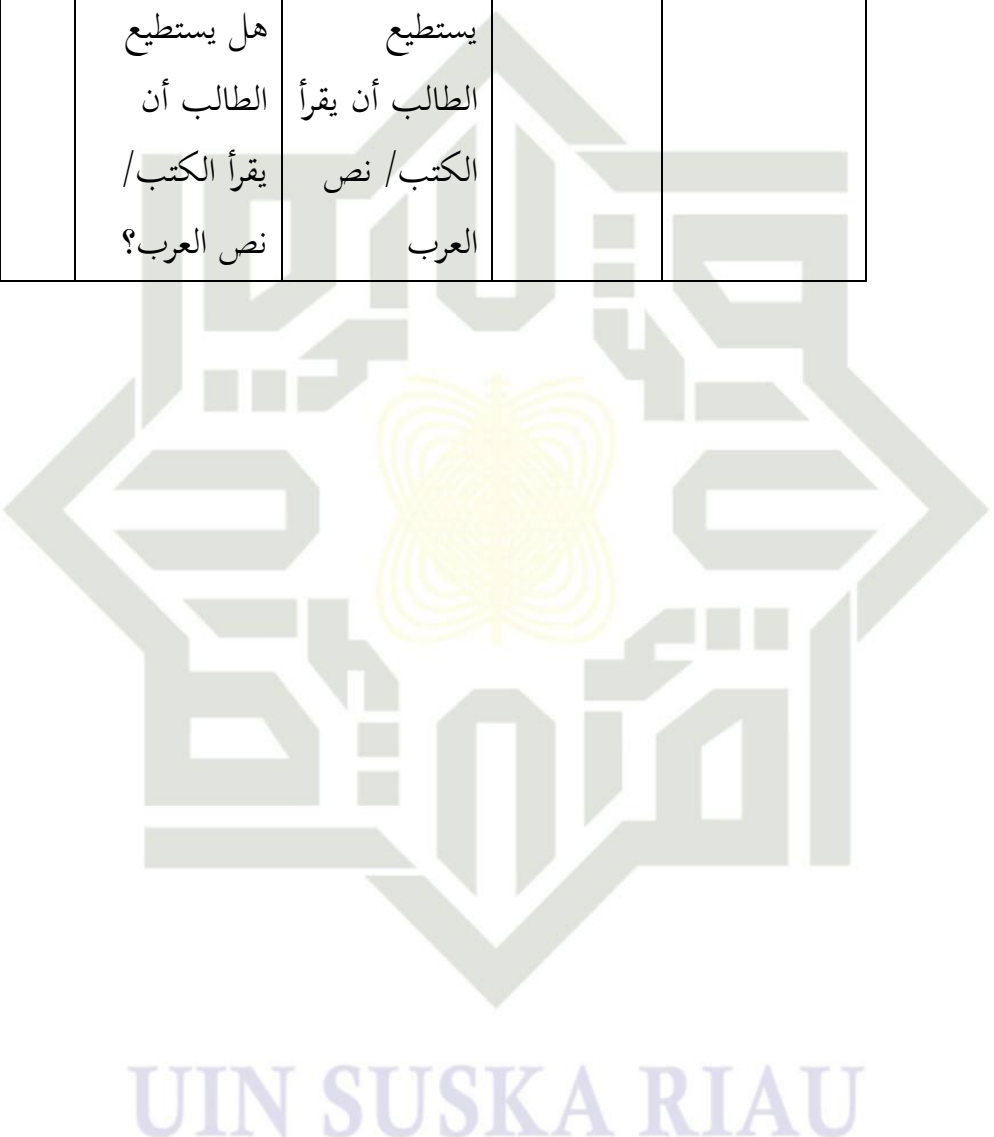 يستطيع
الطالب أن يقرأ
الكتب/ نص
العرب
هل يستطيع
الطالب أن
يقرأ الكتب/
نص العرب؟
UIN SUSKA RIAU